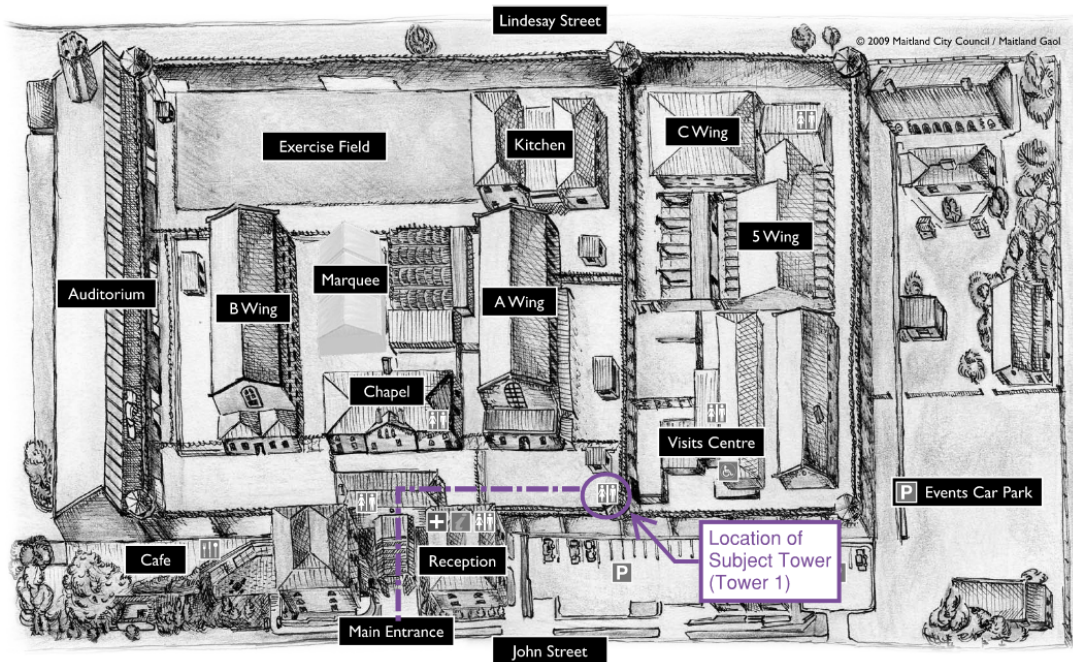 Lindesay Street
© 2009 Maitland City Council / Maitland Gaol
Exercise Field
Kitchen
C Wing
5 Wing
Auditorium
B Wing
Marquee
A Wing
Chapel
Visits Centre
P Events Car Park
Cafe
Reception
P
Location of
Subject Tower
(Tower 1)
Main Entrance
John Street